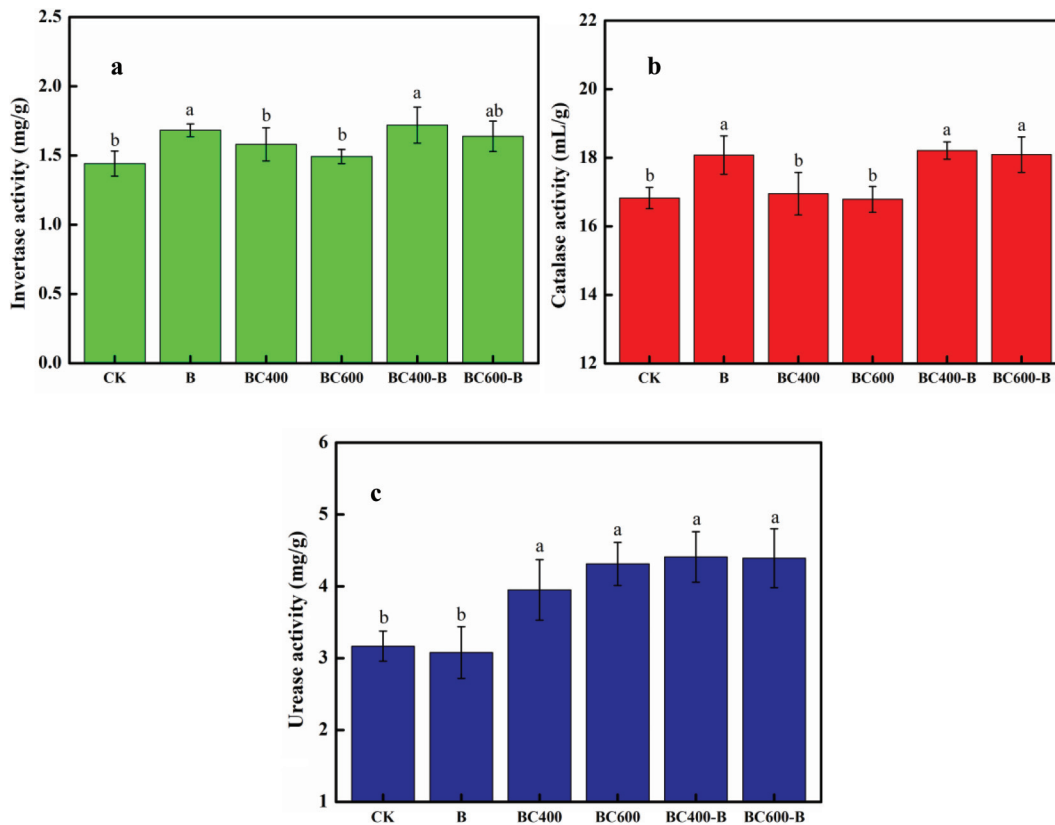 a
Invertase activity (mg/g)
2.5
2.0
1.5
1.0
0.5
0.0
b
a
b
b
a
ab
CK B BC400 BC600 BC400-B BC600-B
b
Catalase activity (mL/g)
22
20
18
16
14
12
b
a
b
b
a
a
CK B BC400 BC600 BC400-B BC600-B
c
Urease activity (mg/g)
6
5
4
3
2
1
b
b
a
a
a
a
CK B BC400 BC600 BC400-B BC600-B